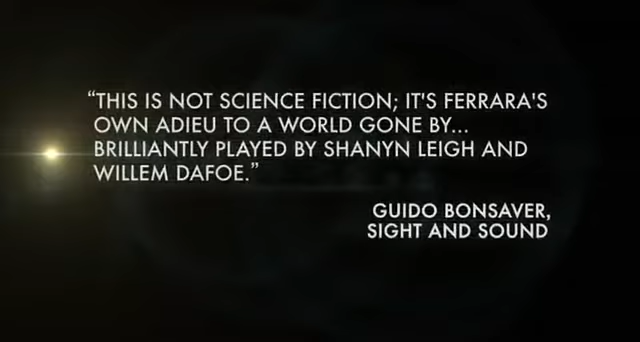 “THIS IS NOT SCIENCE FICTION; IT'S FERRARA'S
OWN ADIEU TO A WORLD GONE BY...
BRILLIANTLY PLAYED BY SHANYN LEIGH AND
WILLEM DAFOE.”
GUIDO BONSAVER,
SIGHT AND SOUND